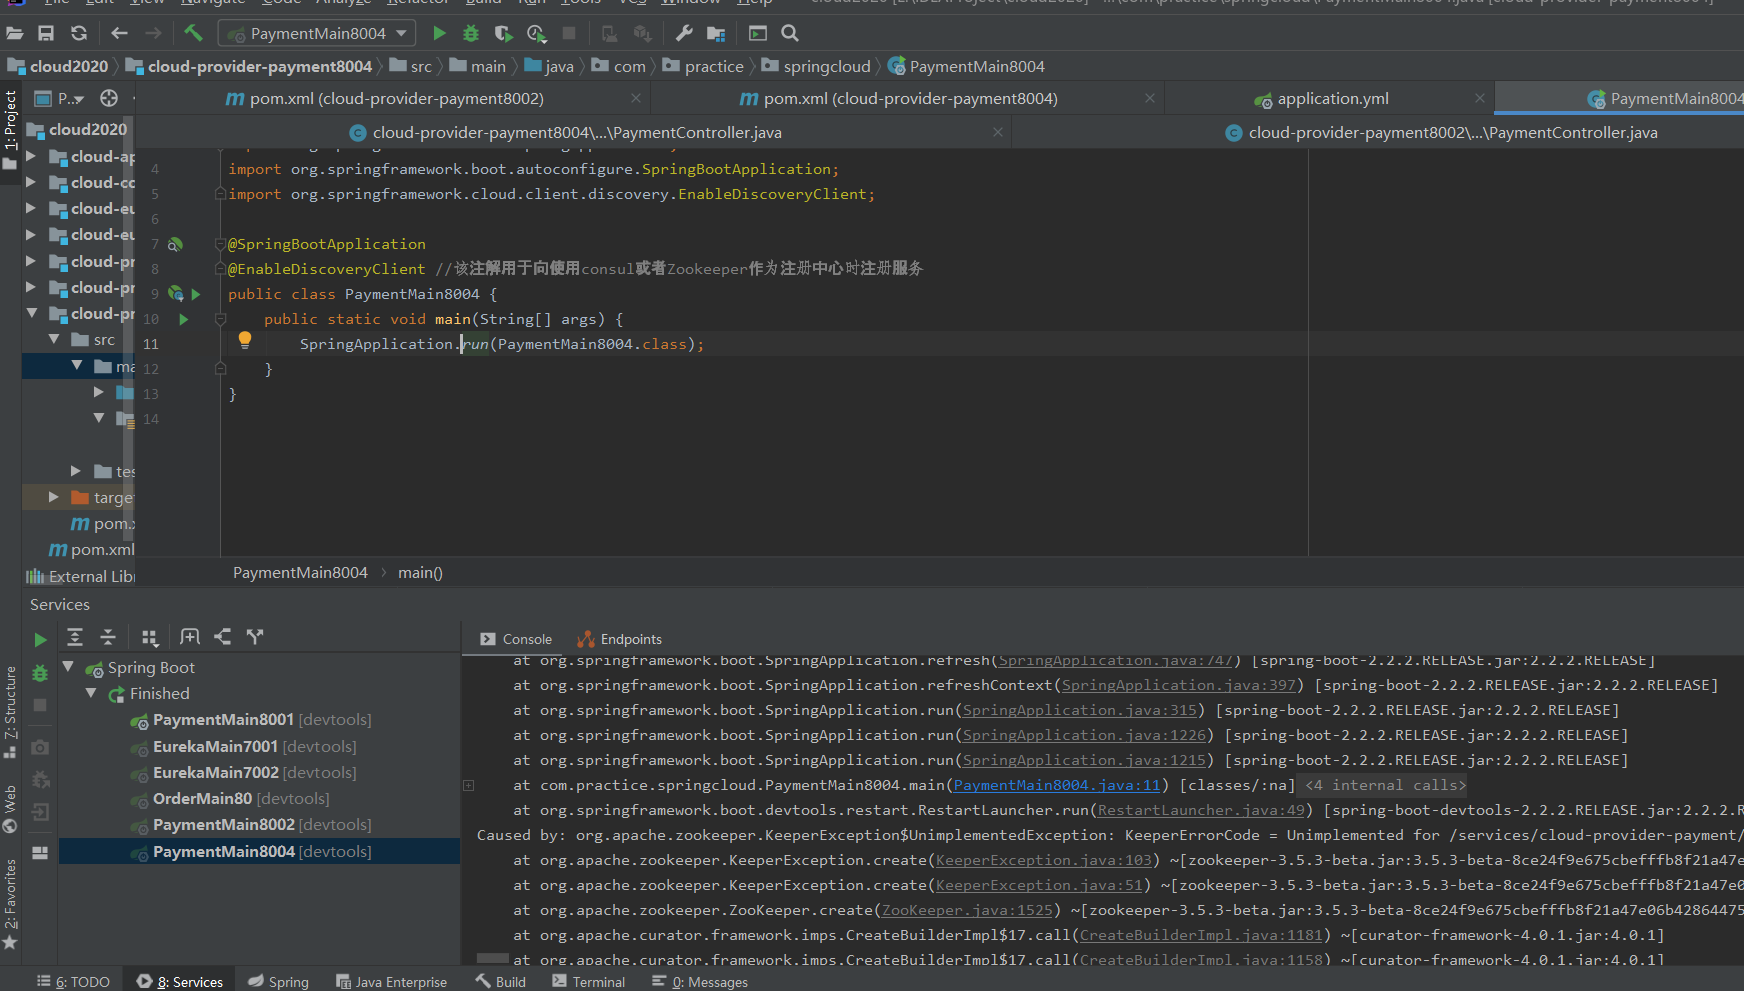 File Edit View Navigate Code Analyze Refactor Build Run Tools VCS Window Help
PaymentMain8004
cloud2020 cloud-provider-payment8004 src main java com practice springcloud PaymentMain8004
P... pom.xml (cloud-provider-payment8002) pom.xml (cloud-provider-payment8004) application.yml PaymentMain8004
cloud-provider-payment8004\...\PaymentController.java cloud-provider-payment8002\...\PaymentController.java
1: Project
cloud2020
cloud-ap
cloud-cc
cloud-eu
cloud-eu
cloud-pr
cloud-pr
cloud-pr
src
ma
tes
targe
pom.x
pom.xml
External Lib
4 import org.springframework.boot.autoconfigure.SpringBootApplication;
5 import org.springframework.cloud.client.discovery.EnableDiscoveryClient;
6
7 @SpringBootApplication
8 @EnableDiscoveryClient //该注解用于向使用consul或者Zookeeper作为注册中心时注册服务
9 public class PaymentMain8004 {
10 public static void main(String[] args) {
11 SpringApplication.run(PaymentMain8004.class);
12 }
13 }
14
PaymentMain8004 main()
Services
Console Endpoints
Spring Boot
Finished
PaymentMain8001 [devtools]
EurekaMain7001 [devtools]
EurekaMain7002 [devtools]
OrderMain80 [devtools]
PaymentMain8002 [devtools]
PaymentMain8004 [devtools]
at org.springframework.boot.SpringApplication.refresh(SpringApplication.java:747) [spring-boot-2.2.2.RELEASE.jar:2.2.2.RELEASE]
at org.springframework.boot.SpringApplication.refreshContext(SpringApplication.java:397) [spring-boot-2.2.2.RELEASE.jar:2.2.2.RELEASE]
at org.springframework.boot.SpringApplication.run(SpringApplication.java:315) [spring-boot-2.2.2.RELEASE.jar:2.2.2.RELEASE]
at org.springframework.boot.SpringApplication.run(SpringApplication.java:1226) [spring-boot-2.2.2.RELEASE.jar:2.2.2.RELEASE]
at org.springframework.boot.SpringApplication.run(SpringApplication.java:1215) [spring-boot-2.2.2.RELEASE.jar:2.2.2.RELEASE]
at com.practice.springcloud.PaymentMain8004.main(PaymentMain8004.java:11) [classes/:na] <4 internal calls>
at org.springframework.boot.devtools.restart.RestartLauncher.run(RestartLauncher.java:49) [spring-boot-devtools-2.2.2.RELEASE.jar:2.2.2.R
Caused by: org.apache.zookeeper.KeeperException$UnimplementedException: KeeperErrorCode = Unimplemented for /services/cloud-provider-payment/
at org.apache.zookeeper.KeeperException.create(KeeperException.java:103) ~[zookeeper-3.5.3-beta.jar:3.5.3-beta-8ce24f9e675cbefffb8f21a47e
at org.apache.zookeeper.KeeperException.create(KeeperException.java:51) ~[zookeeper-3.5.3-beta.jar:3.5.3-beta-8ce24f9e675cbefffb8f21a47e0
at org.apache.zookeeper.ZooKeeper.create(ZooKeeper.java:1525) ~[zookeeper-3.5.3-beta.jar:3.5.3-beta-8ce24f9e675cbefffb8f21a47e06b42864475
at org.apache.curator.framework.imps.CreateBuilderImpl$17.call(CreateBuilderImpl.java:1181) ~[curator-framework-4.0.1.jar:4.0.1]
at org.apache.curator.framework.imps.CreateBuilderImpl$17.call(CreateBuilderImpl.java:1158) ~[curator-framework-4.0.1.jar:4.0.1]
7: Structure
Web
2: Favorites
6: TODO 8: Services Spring Java Enterprise Build Terminal 0: Messages